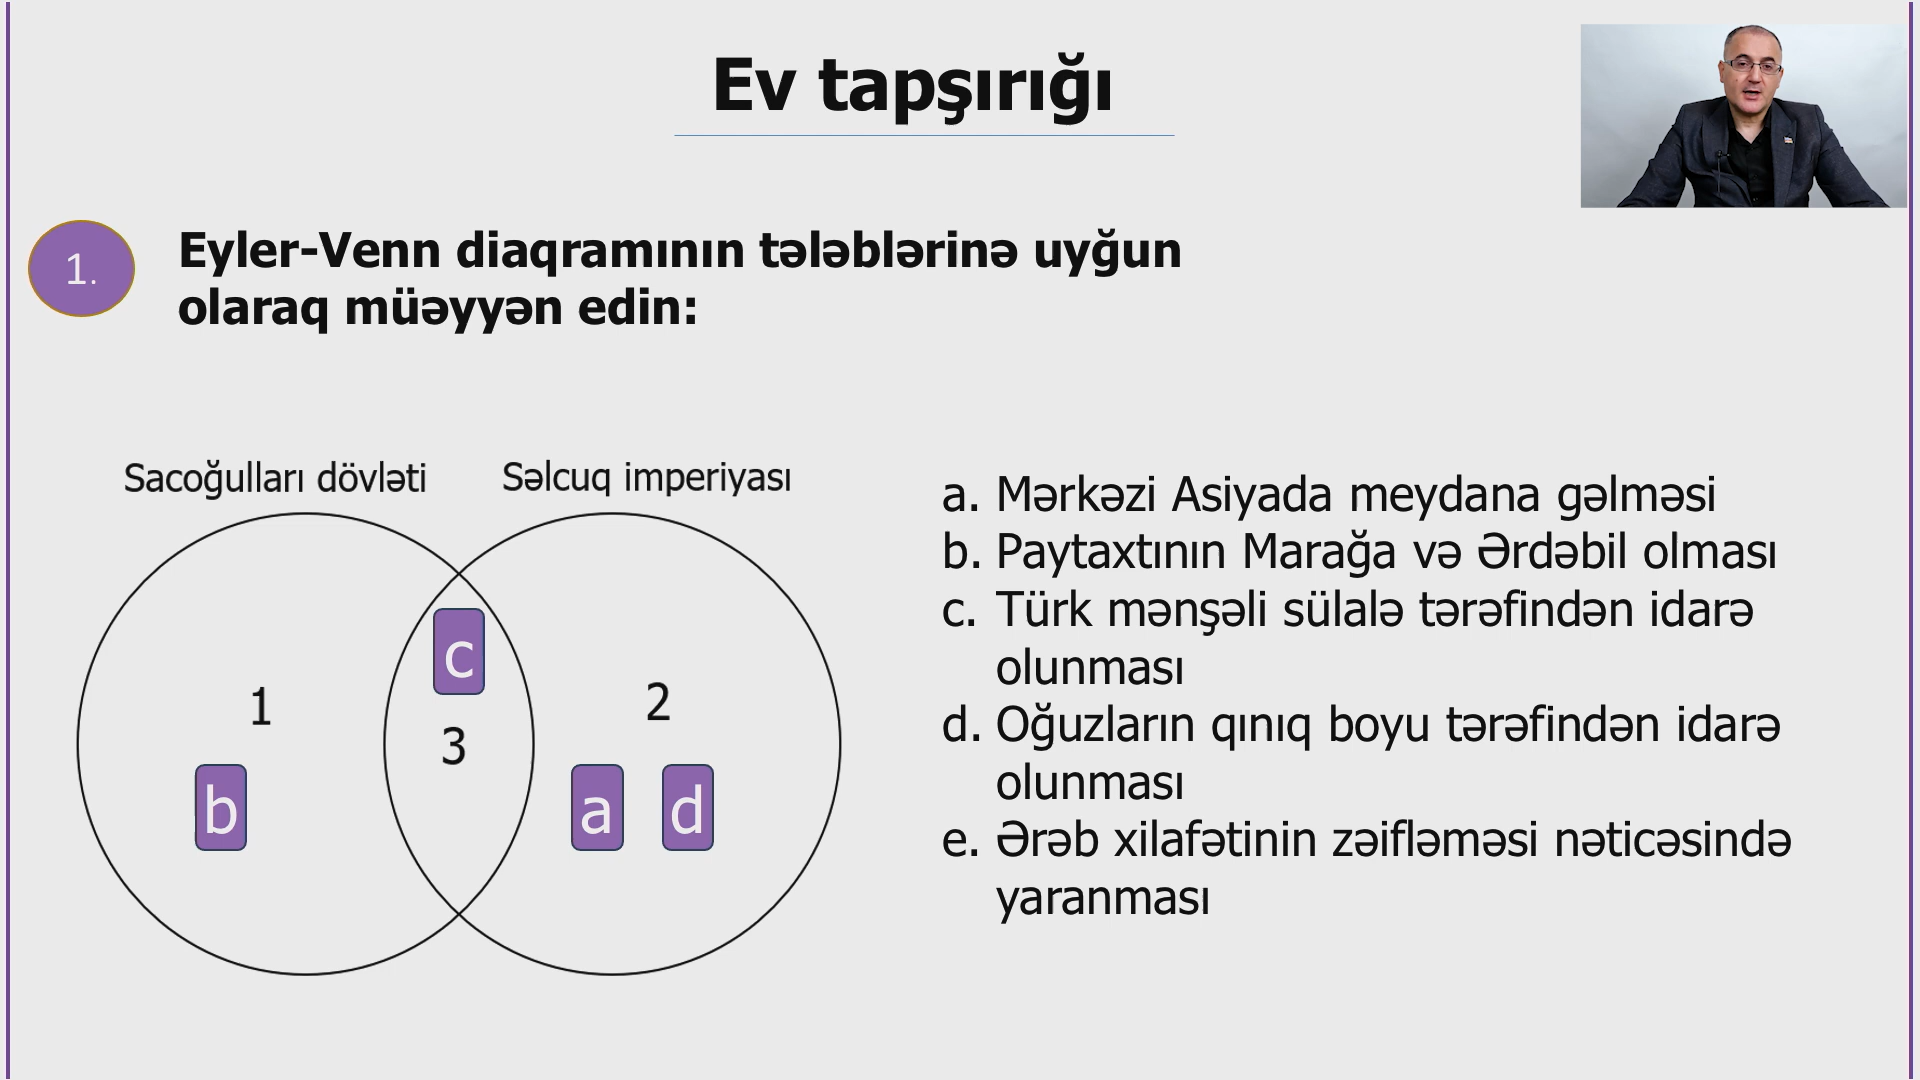 Ev tapşırığı
1.
Eyler-Venn diaqramının tələblərinə uyğun
olaraq müəyyən edin:
Sacoğulları dövləti
Səlcuq imperiyası
c
1
2
3
b
a
d
a. Mərkəzi Asiyada meydana gəlməsi
b. Paytaxtının Marağa və Ərdəbil olması
c. Türk mənşəli sülalə tərəfindən idarə
olunması
d. Oğuzların qınıq boyu tərəfindən idarə
olunması
e. Ərəb xilafətinin zəifləməsi nəticəsində
yaranması